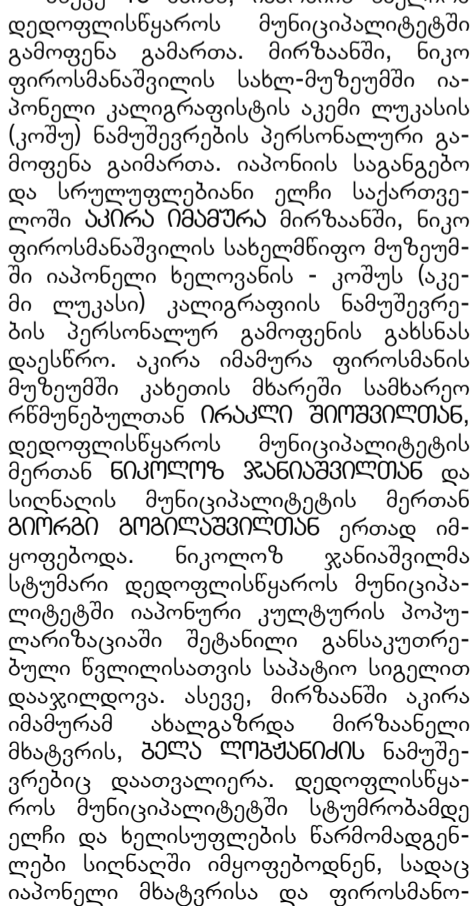 დედოფლისწყაროს მუნიციპალიტეტში
გამოფენა გამართა. მირზაანში, ნიკო
ფიროსმანაშვილის სახლ-მუზეუმში ია-
პონელი კალიგრაფისტის აკემი ლუკასის
(კოშუ) ნამუშევრების პერსონალური გა-
მოფენა გაიმართა. იაპონიის საგანგებო
და სრულუფლებიანი ელჩი საქართვე-
ლოში აკირა იმამურა მირზაანში, ნიკო
ფიროსმანაშვილის სახელმწიფო მუზეუმ-
ში იაპონელი ხელოვანის - კოშუს (აკე-
მი ლუკასი) კალიგრაფიის ნამუშევრე-
ბის პერსონალურ გამოფენის გახსნას
დაესწრო. აკირა იმამურა ფიროსმანის
მუზეუმში კახეთის მხარეში სამხარეო
რწმუნებულთან ირაკლი შიოშვილთან,
დედოფლისწყაროს მუნიციპალიტეტის
მერთან ნიკოლოზ ჯანიაშვილთან და
სიღნაღის მუნიციპალიტეტის მერთან
გიორგი გოგილაშვილთან ერთად იმ-
ყოფებოდა. ნიკოლოზ ჯანიაშვილმა
სტუმარი დედოფლისწყაროს მუნიციპა-
ლიტეტში იაპონური კულტურის პოპუ-
ლარიზაციაში შეტანილი განსაკუთრე-
ბული წვლილისათვის საპატიო სიგელით
დააჯილდოვა. ასევე, მირზაანში აკირა
იმამურამ ახალგაზრდა მირზაანელი
მხატვრის, ბელა ლობჟანიძის ნამუშე-
ვრებიც დაათვალიერა. დედოფლისწყა-
როს მუნიციპალიტეტში სტუმრობამდე
ელჩი და ხელისუფლების წარმომადგენ-
ლები სიღნაღში იმყოფებოდნენ, სადაც
იაპონელი მხატვრისა და ფიროსმანო-